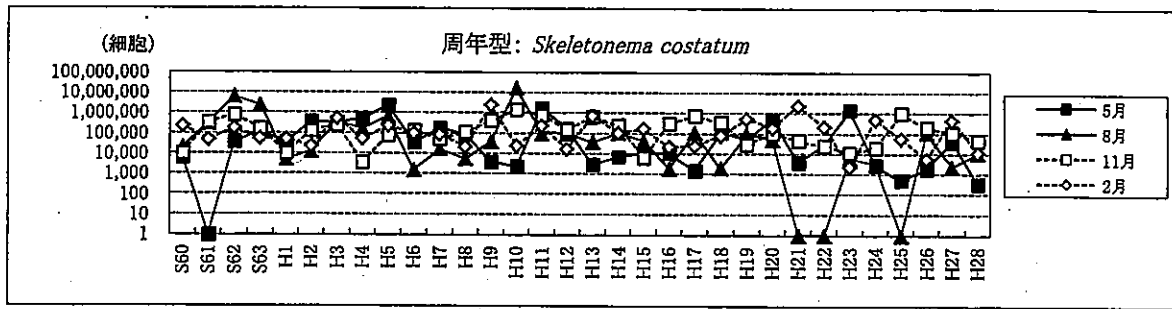 周年型: Skeletonema costatum
(細胞)
100,000,000
10,000,000
1,000,000
100,000
10,000
1,000
100
10
1
S60 S61 S62 S63 H1 H2 H3 H4 H5 H6 H7 H8 H9 H10 H11 H12 H13 H14 H15 H16 H17 H18 H19 H20 H21 H22 H23 H24 H25 H26 H27 H28
5月
8月
11月
2月